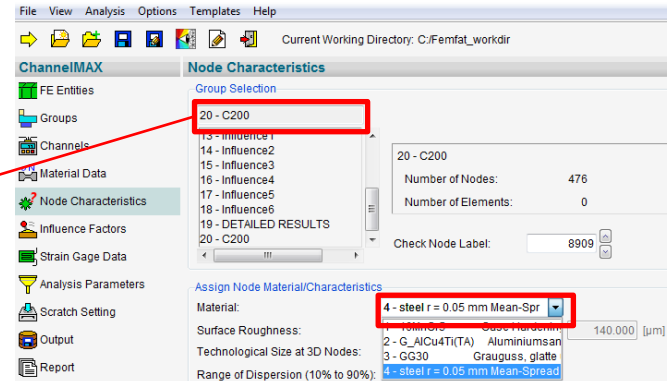 File View Analysis Options Templates Help
Current Working Directory: C:/Femfat_workdir
ChannelMAX
Node Characteristics
FE Entities
Groups
Channels
Material Data
Node Characteristics
Influence Factors
Strain Gage Data
Analysis Parameters
Scratch Setting
Output
Report
Group Selection
20 - C200
13 - Influence1
14 - Influence2
15 - Influence3
16 - Influence4
17 - Influence5
18 - Influence6
19 - DETAILED RESULTS
20 - C200
20 - C200
Number of Nodes: 476
Number of Elements: 0
Check Node Label: 8909
Assign Node Material/Characteristics
Material: 4 - steel r = 0.05 mm Mean-Spr
Surface Roughness: 140.000 [µm]
Technological Size at 3D Nodes:
Range of Dispersion (10% to 90%):
2 - G_AlCu4Ti(TA) Aluminiumsan
3 - GG30 Grauguss, glatte
4 - steel r = 0.05 mm Mean-Spread